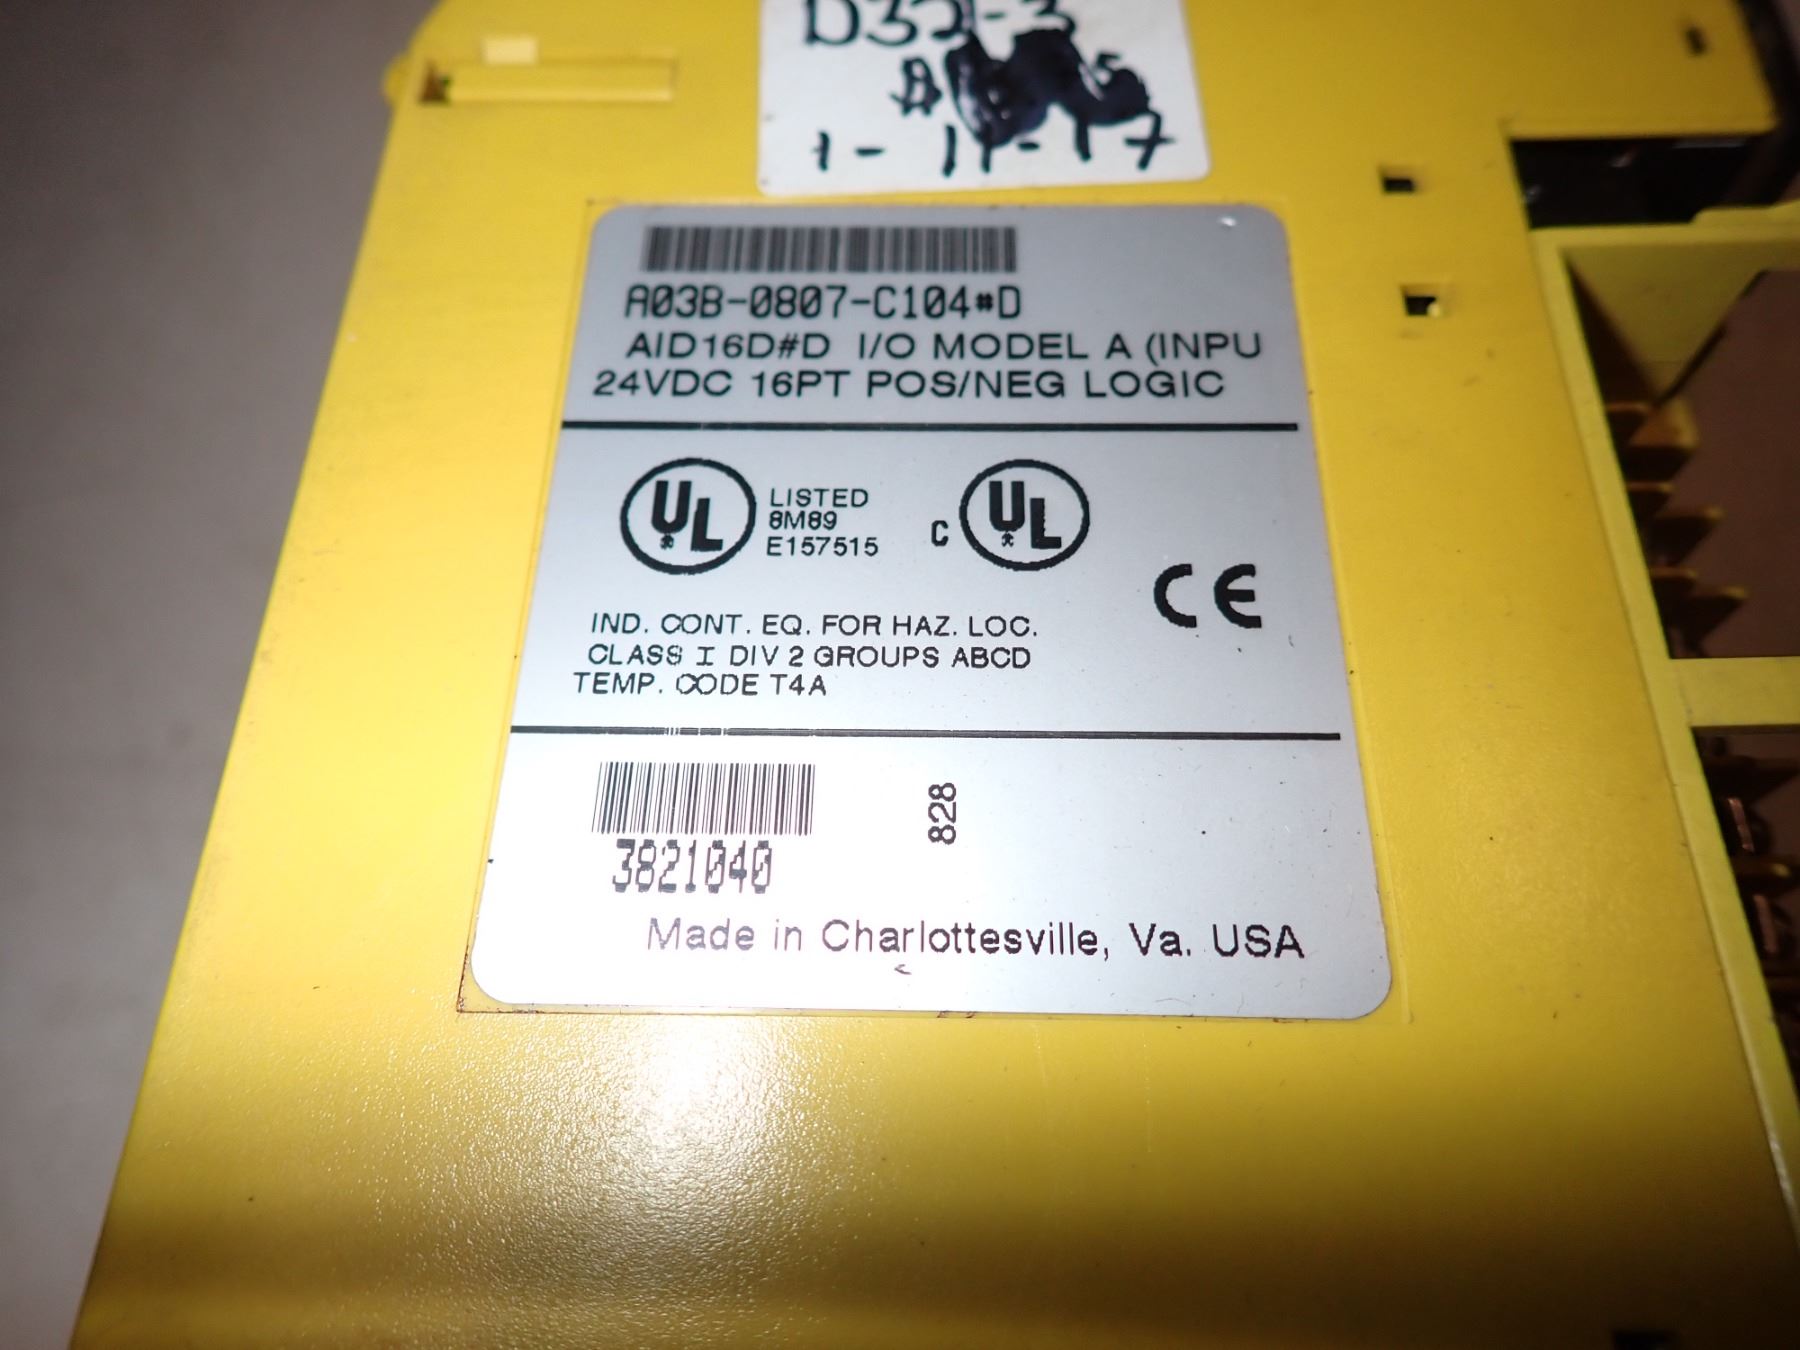 D321-3
1-11-17
A03B-0807-C104#D
AID16D#D I/O MODEL A (INPU
24VDC 16PT POS/NEG LOGIC
UL LISTED
8M89
E157515
C UL
CE
IND. CONT. EQ. FOR HAZ. LOC.
CLASS I DIV 2 GROUPS ABCD
TEMP. CODE T4A
828
3821040
Made in Charlottesville, Va. USA